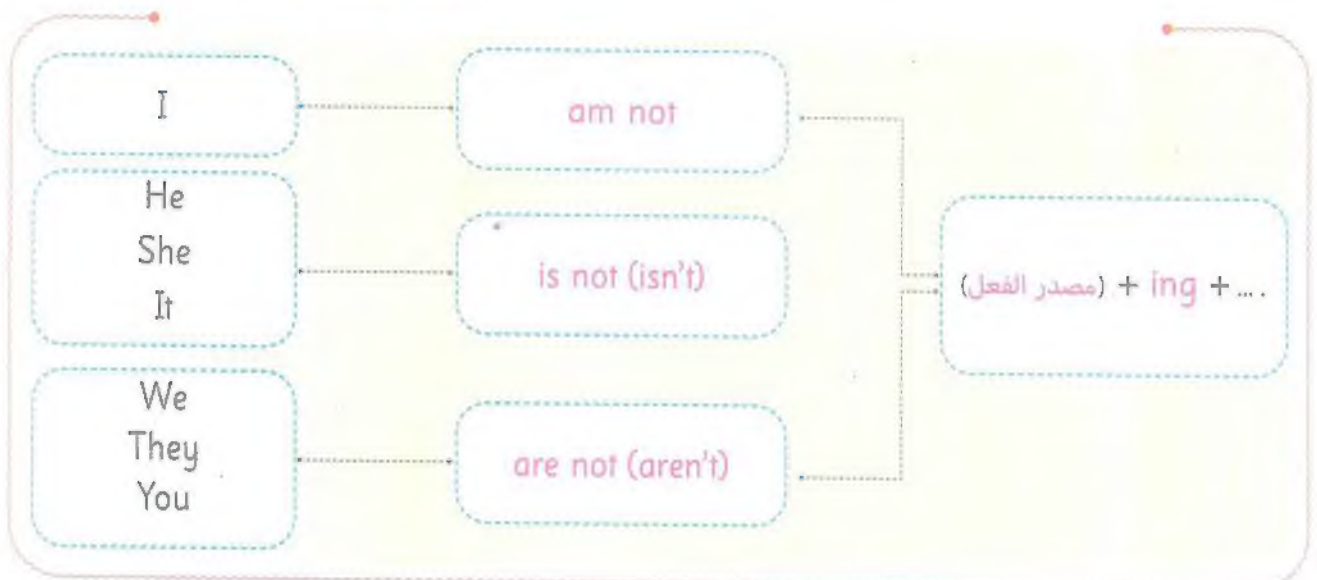 I
am not
He
She
It
is not (isn't)
(مصدر الفعل) + ing + ... .
We
They
You
are not (aren't)